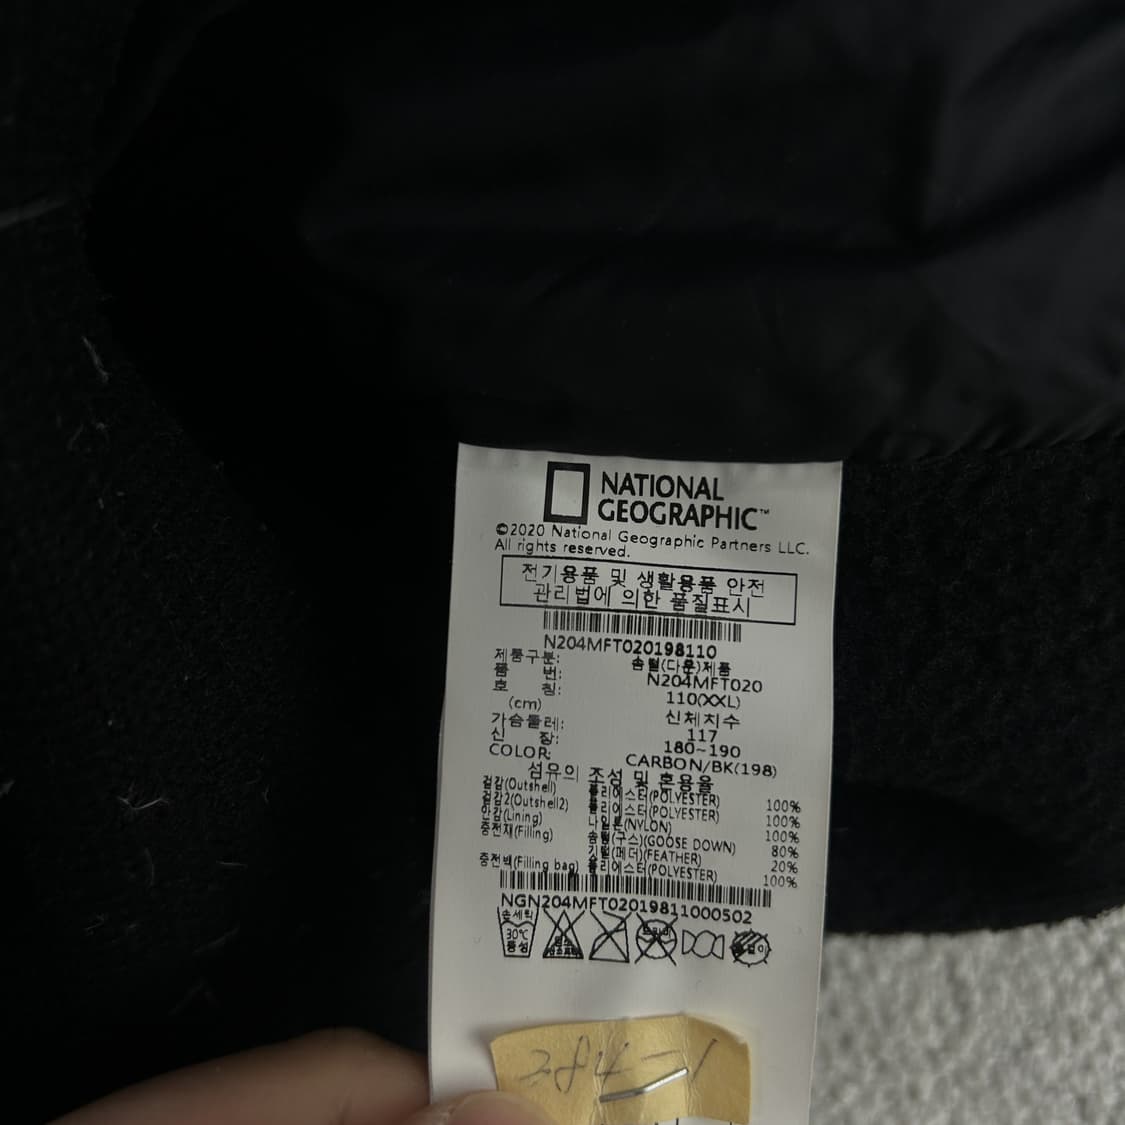 NATIONAL
GEOGRAPHIC™
©2020 National Geographic Partners LLC.
All rights reserved.
전기용품 및 생활용품 안전
관리법에 의한 품질표시
N204MFT020198110
제품구분: 솜털(다운)제품
품 번: N204MFT020
호 칭: 110(XXL)
(cm) 신체치수
가슴둘레: 117
신 장: 180~190
COLOR: CARBON/BK(198)
섬유의 조성 및 혼용율
겉감(Outshell) 폴리에스터(POLYESTER) 100%
겉감2(Outshell2) 폴리에스터(POLYESTER) 100%
안감(Lining) 나일론(NYLON) 100%
충전재(Filling) 솜털(구스)(GOOSE DOWN) 80%
기털(페더)(FEATHER) 20%
충전백(Filling bag) 폴리에스터(POLYESTER) 100%
NGN204MFT02019811000502
손세탁
30℃
중성
284-1